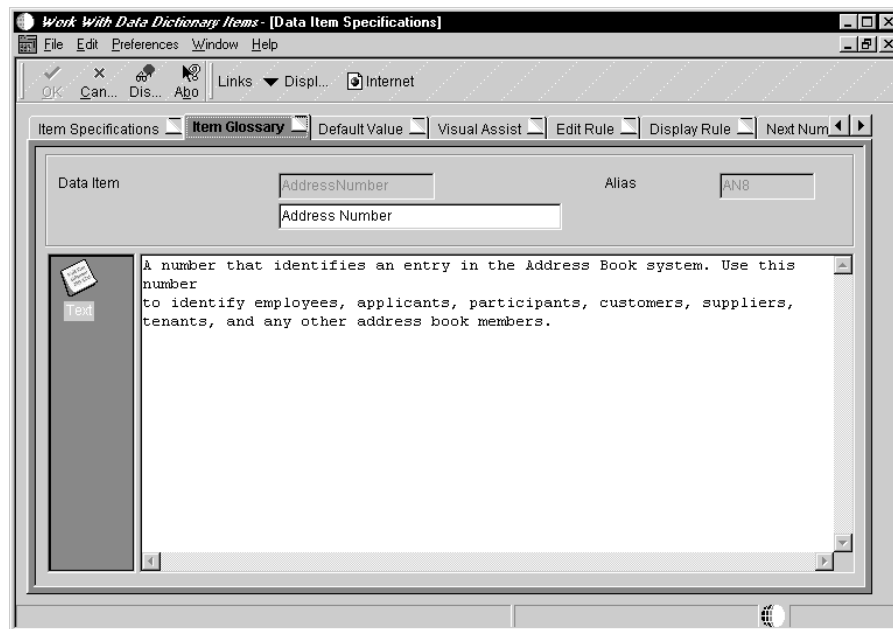 Work With Data Dictionary Items - [Data Item Specifications]
File Edit Preferences Window Help
OK Can... Dis... Abo Links Displ... Internet
Item Specifications Item Glossary Default Value Visual Assist Edit Rule Display Rule Next Num
Data Item AddressNumber Alias AN8
Address Number
A number that identifies an entry in the Address Book system. Use this
number
to identify employees, applicants, participants, customers, suppliers,
tenants, and any other address book members.
Text